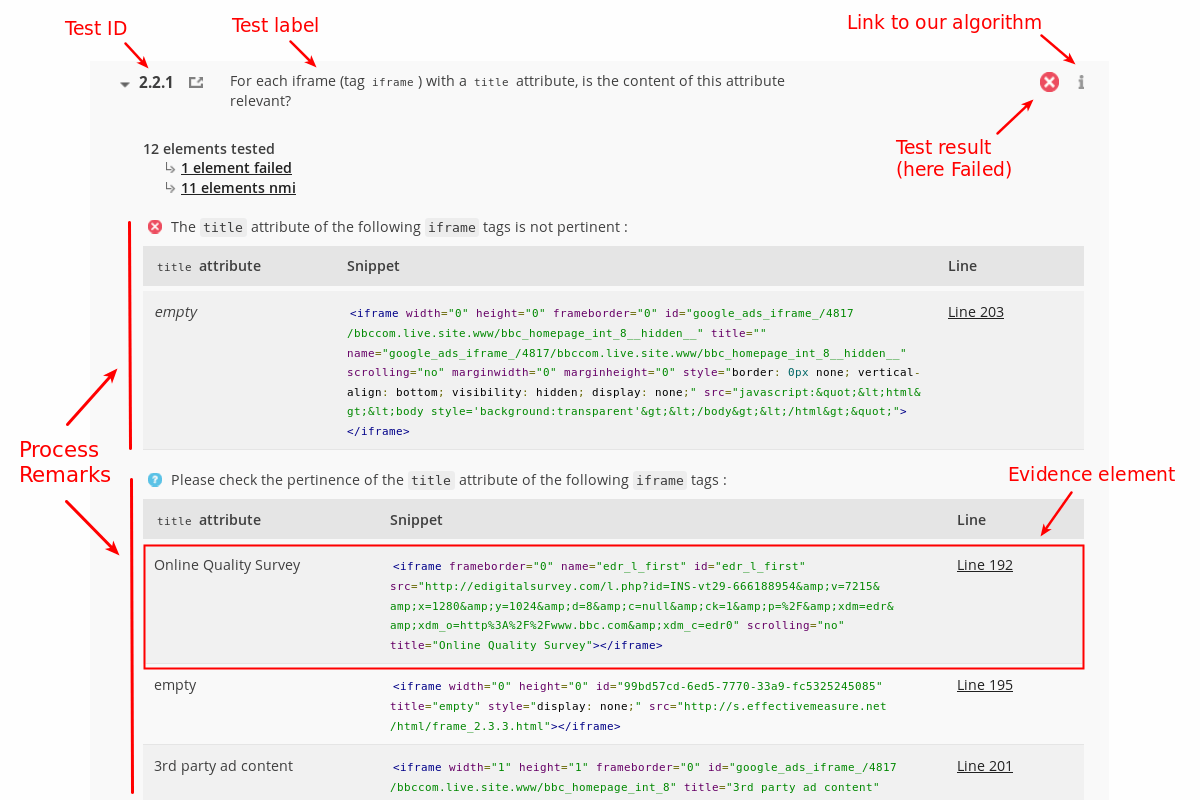 Test ID
Test label
Link to our algorithm
2.2.1
For each iframe (tag iframe ) with a title attribute, is the content of this attribute
relevant?
Test result
(here Failed)
12 elements tested
↳ 1 element failed
↳ 11 elements nmi
The title attribute of the following iframe tags is not pertinent :
title attribute Snippet Line
empty
<iframe width="0" height="0" frameborder="0" id="google_ads_iframe_/4817
/bbccom.live.site.www/bbc_homepage_int_8__hidden__" title=""
name="google_ads_iframe_/4817/bbccom.live.site.www/bbc_homepage_int_8__hidden__"
scrolling="no" marginwidth="0" marginheight="0" style="border: 0px none; vertical-
align: bottom; visibility: hidden; display: none;" src="javascript:&quot;&lt;html&
gt;&lt;body style='background:transparent'&gt;&lt;/body&gt;&lt;/html&gt;&quot;">
</iframe>
Line 203
Process
Remarks
Evidence element
Please check the pertinence of the title attribute of the following iframe tags :
title attribute Snippet Line
Online Quality Survey
<iframe frameborder="0" name="edr_l_first" id="edr_l_first"
src="http://edigitalsurvey.com/l.php?id=INS-vt29-666188954&amp;v=7215&
amp;x=1280&amp;y=1024&amp;d=8&amp;c=null&amp;ck=1&amp;p=%2F&amp;xdm=edr&
amp;xdm_o=http%3A%2F%2Fwww.bbc.com&amp;xdm_c=edr0" scrolling="no"
title="Online Quality Survey"></iframe>
Line 192
empty
<iframe width="0" height="0" id="99bd57cd-6ed5-7770-33a9-fc5325245085"
title="empty" style="display: none;" src="http://s.effectivemeasure.net
/html/frame_2.3.3.html"></iframe>
Line 195
3rd party ad content
<iframe width="1" height="1" frameborder="0" id="google_ads_iframe_/4817
/bbccom.live.site.www/bbc_homepage_int_8" title="3rd party ad content"
Line 201